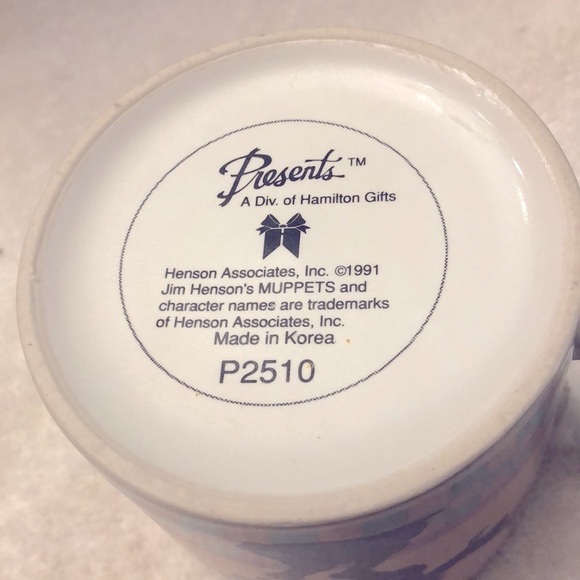 Presents™
A Div. of Hamilton Gifts
Henson Associates, Inc. ©1991
Jim Henson's MUPPETS and
character names are trademarks
of Henson Associates, Inc.
Made in Korea
P2510